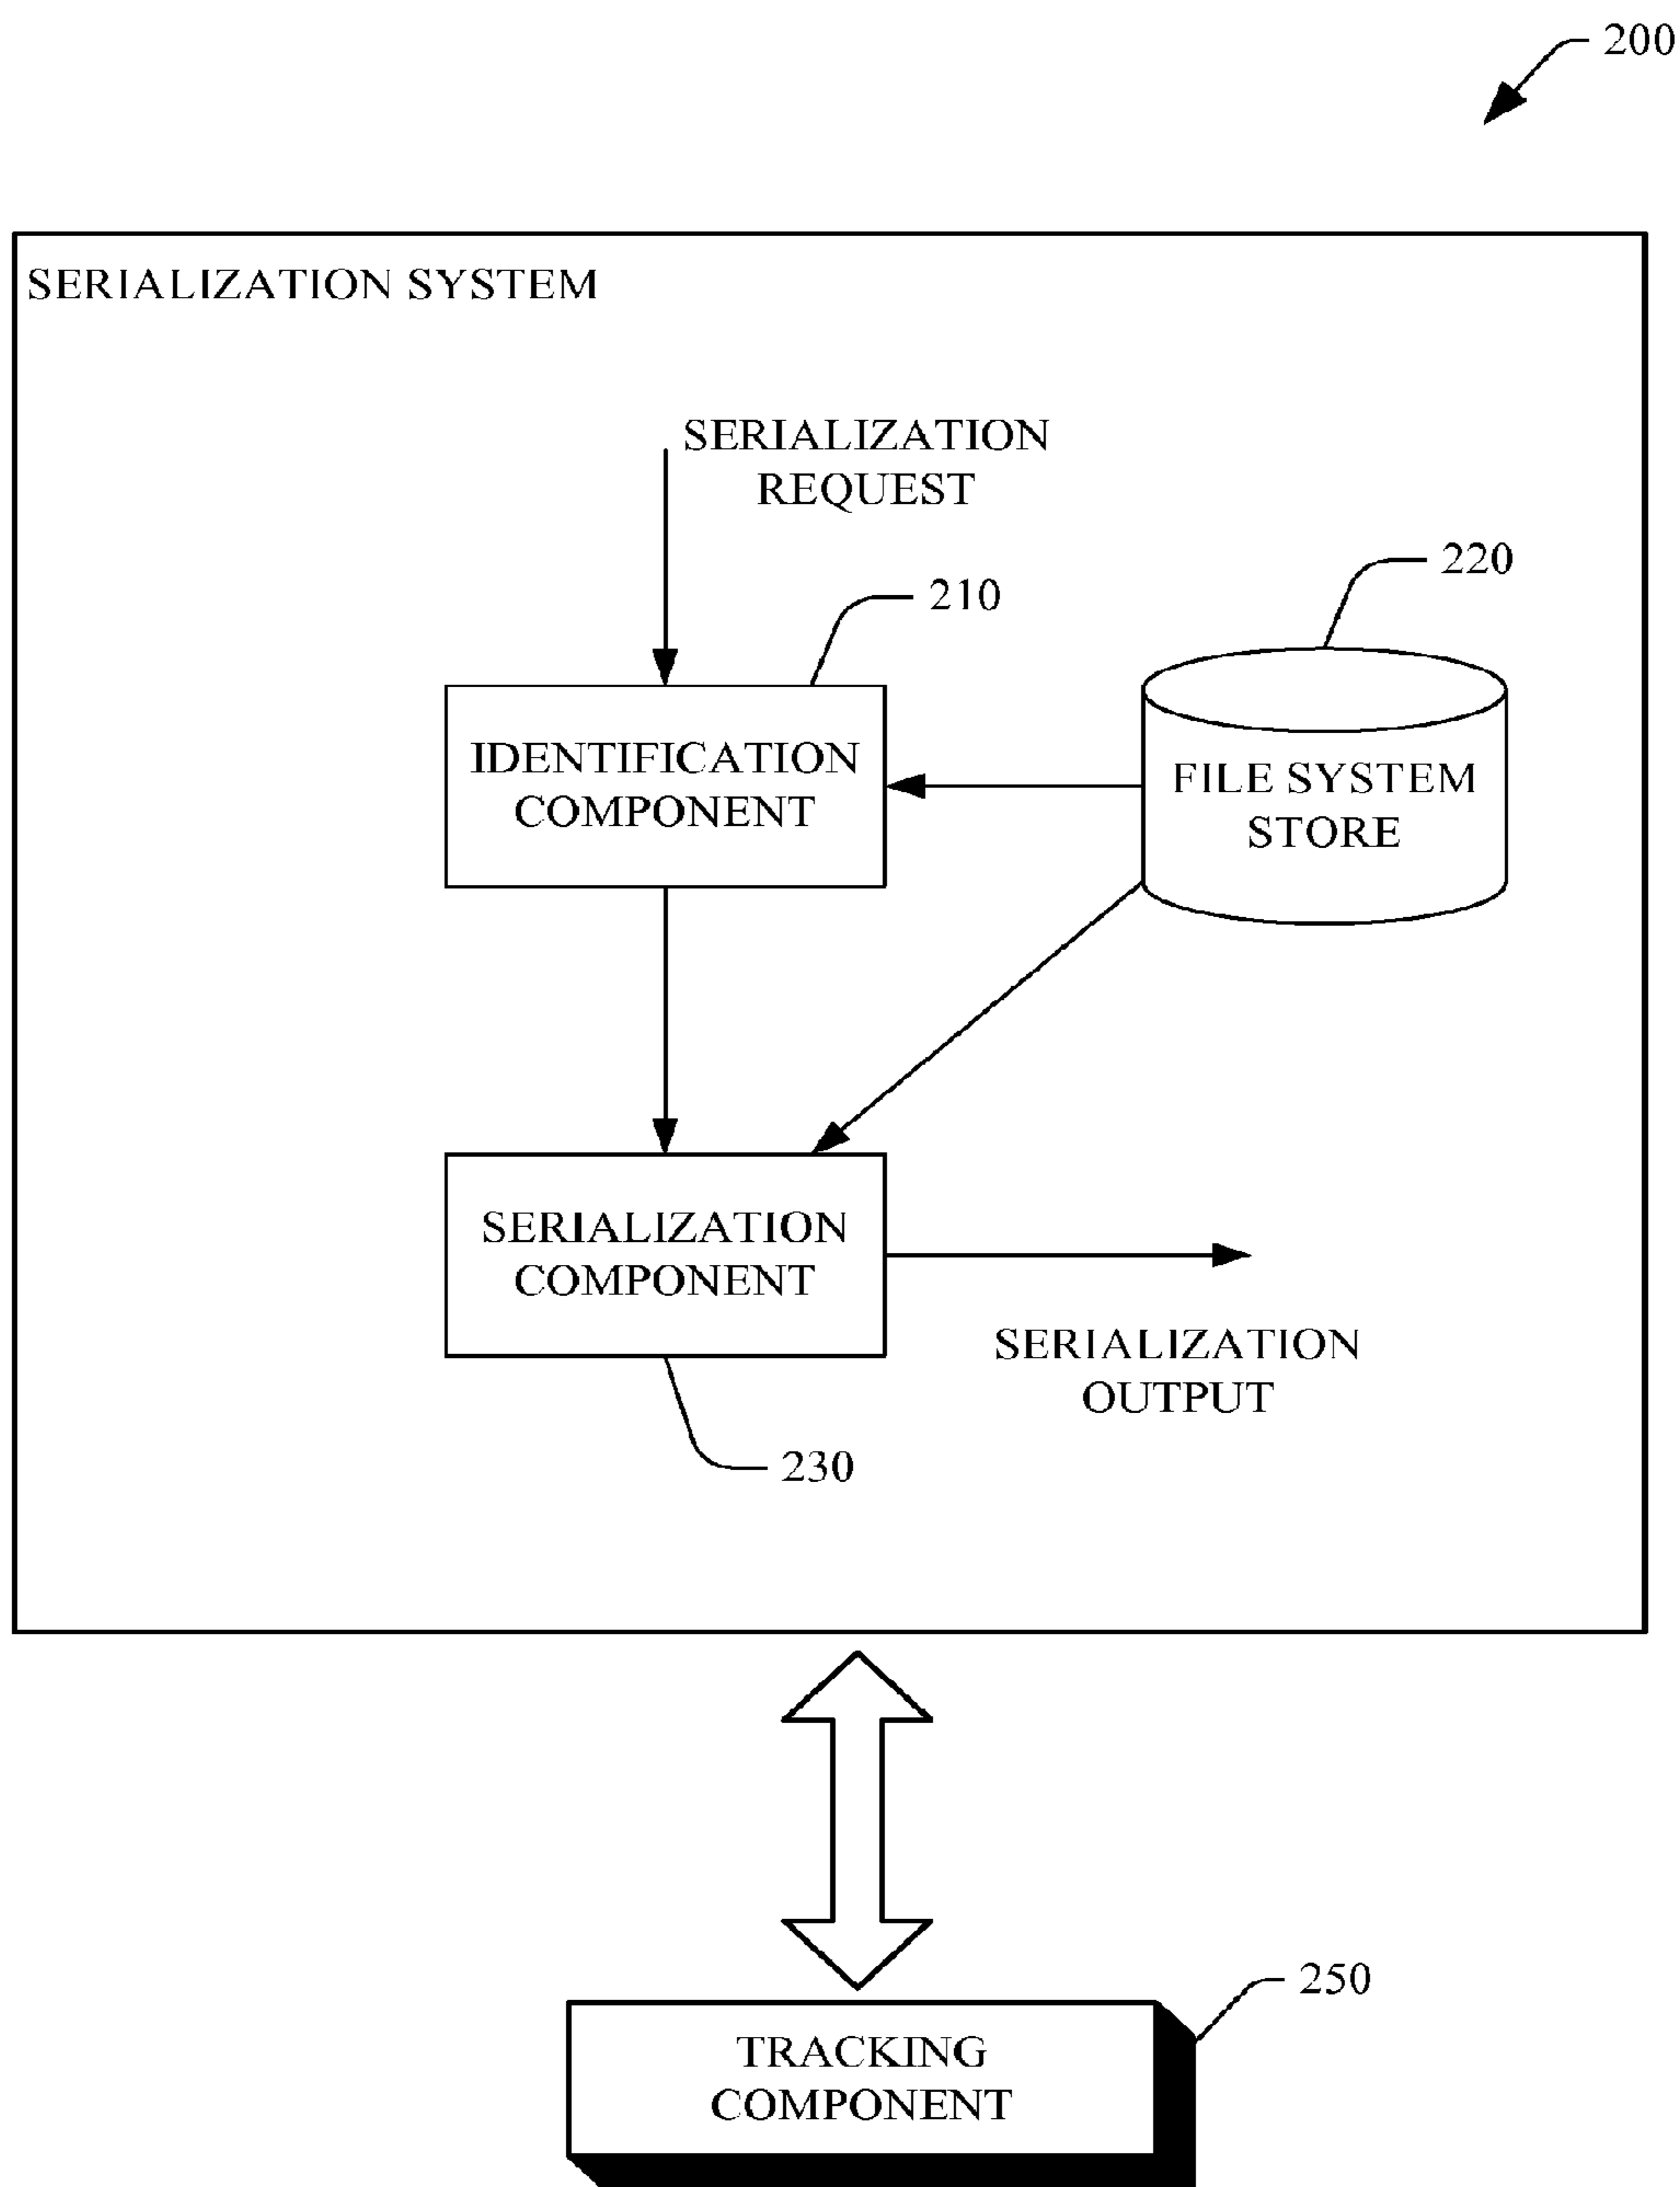 200
SERIALIZATION SYSTEM
SERIALIZATION
REQUEST
220
210
IDENTIFICATION
COMPONENT
FILE SYSTEM
STORE
SERIALIZATION
COMPONENT
SERIALIZATION
OUTPUT
230
250
TRACKING
COMPONENT